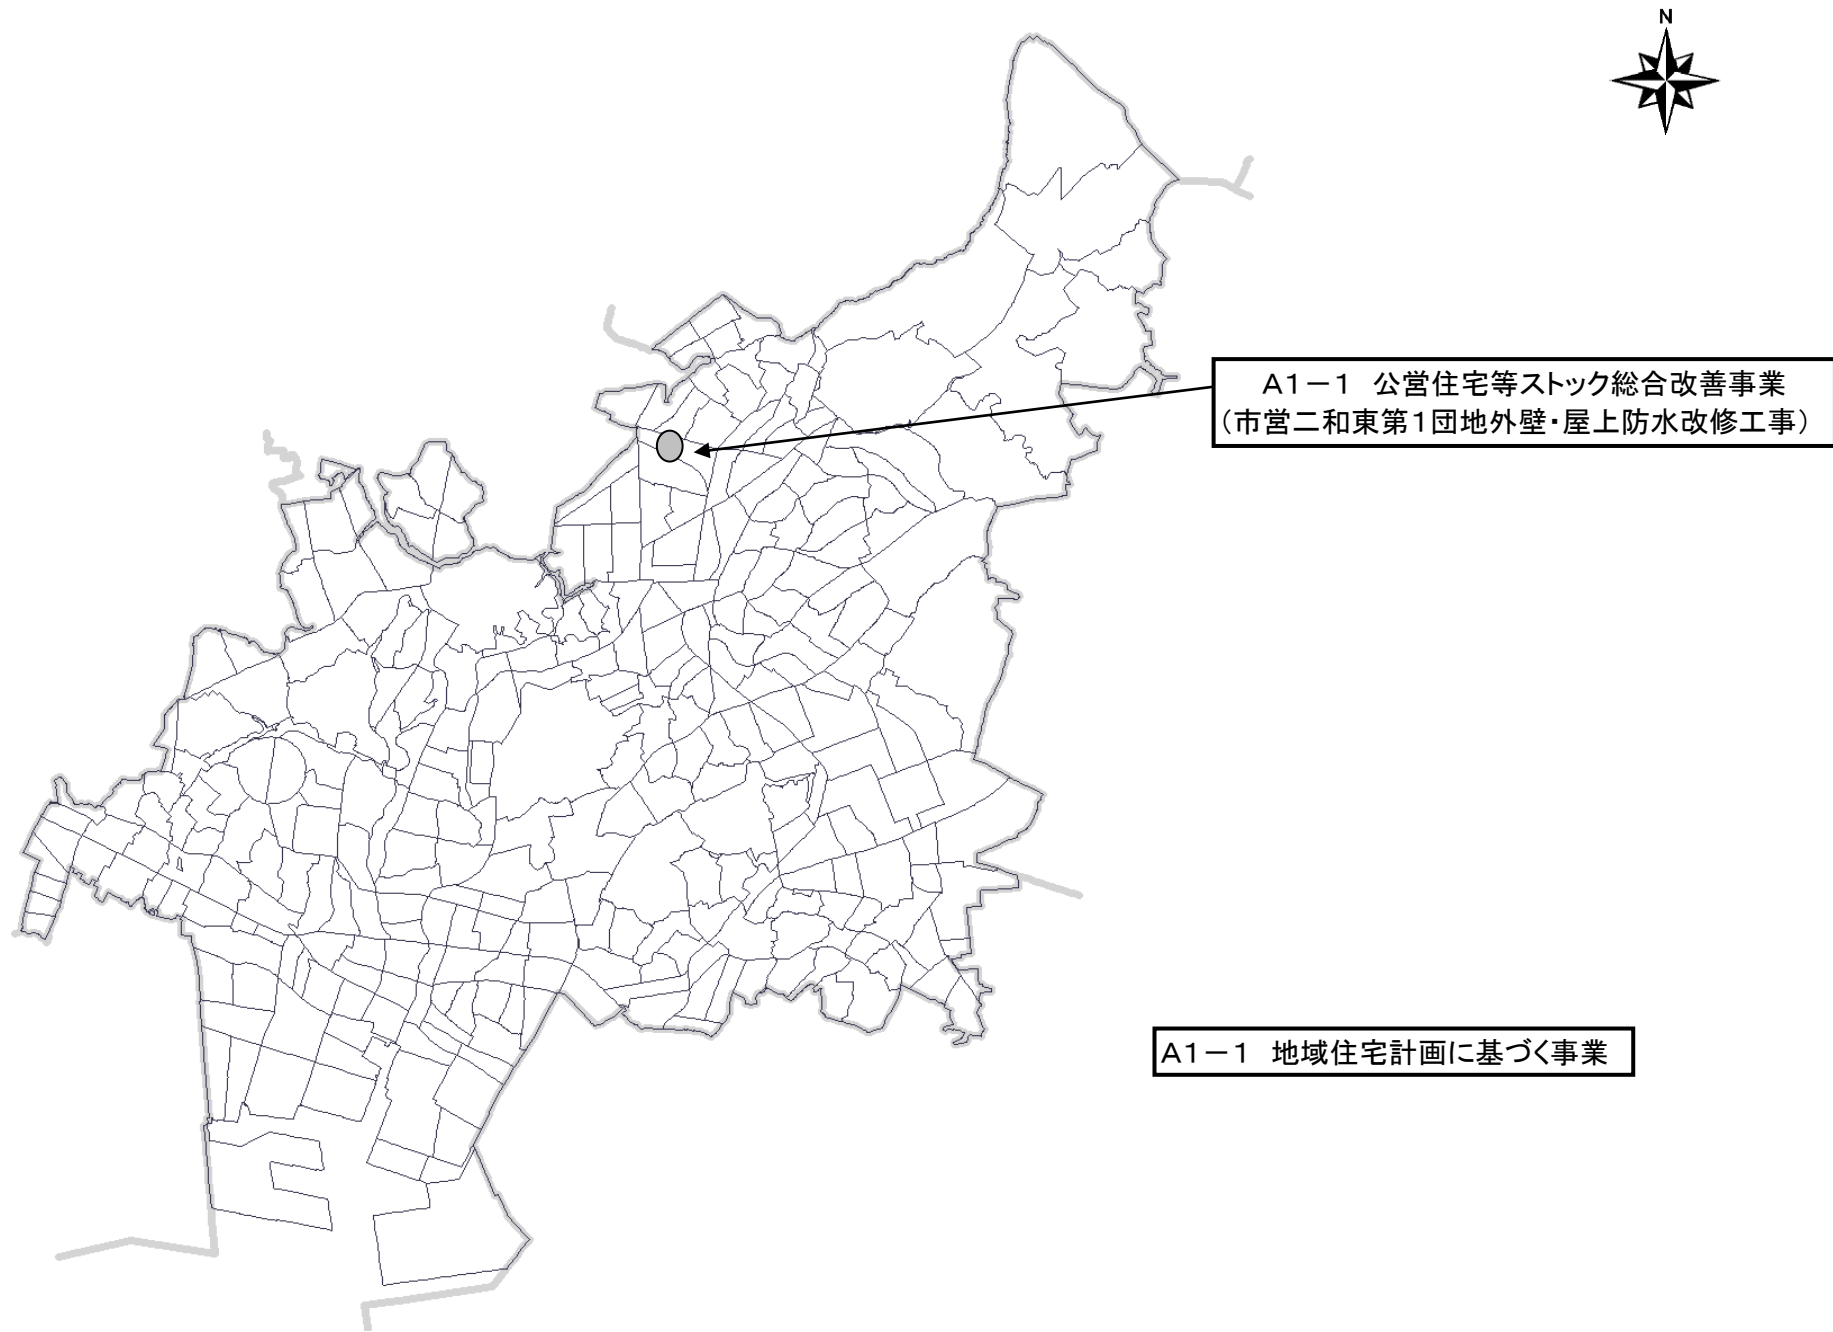 N
A1－1　公営住宅等ストック総合改善事業
（市営二和東第1団地外壁・屋上防水改修工事）
A1－1　地域住宅計画に基づく事業